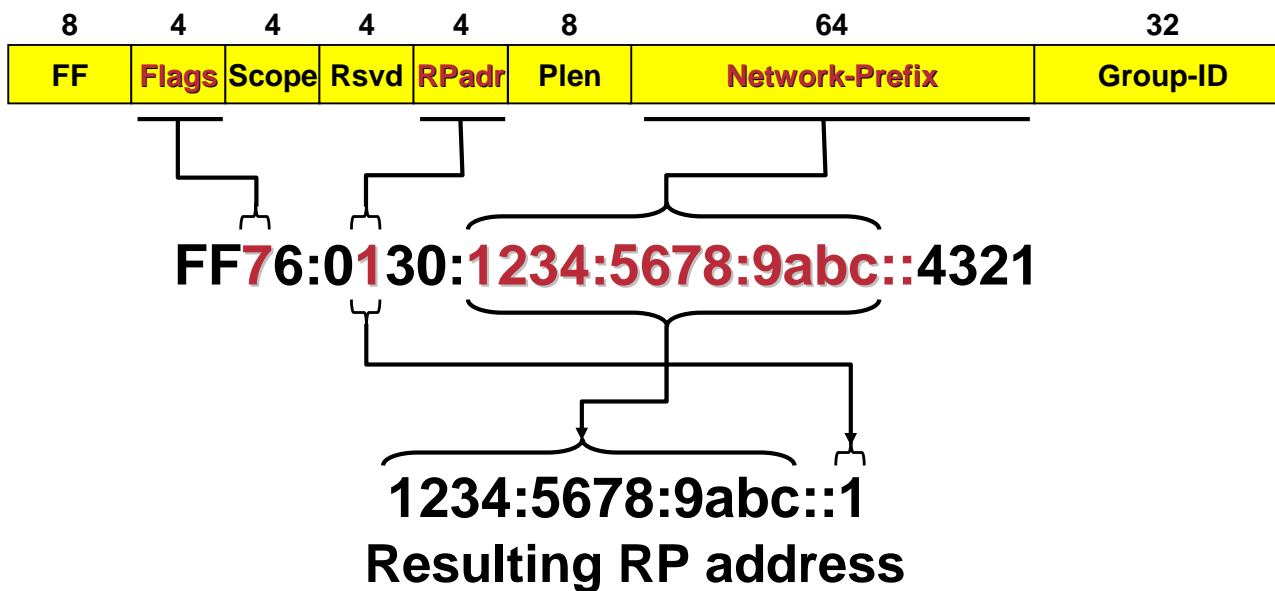 8 4 4 4 4 8 64 32
FF Flags Scope Rsvd RPadr Plen Network-Prefix Group-ID
FF76:0130:1234:5678:9abc::4321
1234:5678:9abc::1
Resulting RP address